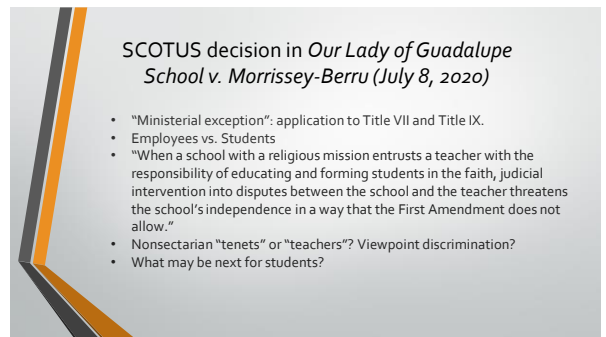 SCOTUS decision in Our Lady of Guadalupe
School v. Morrissey-Berru (July 8, 2020)
• “Ministerial exception”: application to Title VII and Title IX.
• Employees vs. Students
• “When a school with a religious mission entrusts a teacher with the
responsibility of educating and forming students in the faith, judicial
intervention into disputes between the school and the teacher threatens
the school’s independence in a way that the First Amendment does not
allow.”
• Nonsectarian “tenets” or “teachers”? Viewpoint discrimination?
• What may be next for students?